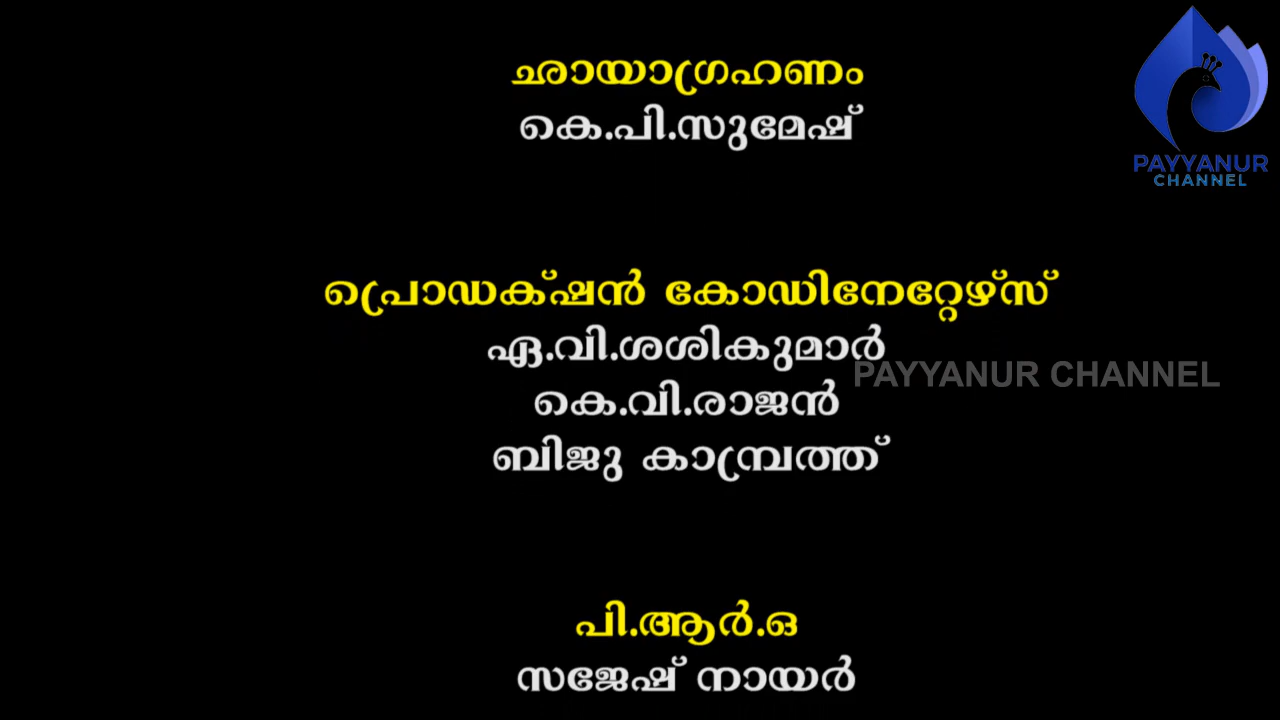 ഛായാഗ്രഹണം
കെ.പി.സുമേഷ്
PAYYANUR
CHANNEL
പ്രൊഡക്ഷൻ കോഡിനേറ്റേഴ്സ്
ഏ.വി.ശശികുമാർ
PAYYANUR CHANNEL
കെ.വി.രാജൻ
ബിജു കാമ്പ്രത്ത്
പി.ആർ.ഒ
സജേഷ് നായർ